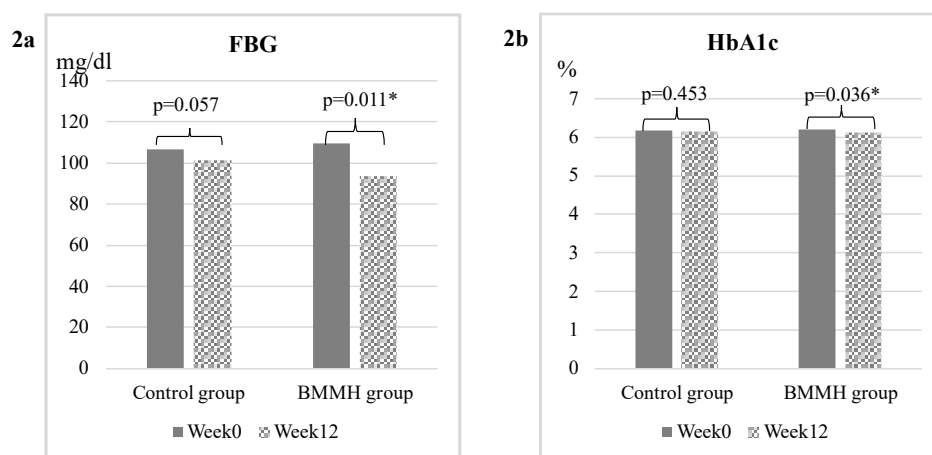 2a
FBG
mg/dl
140
120
100
80
60
40
20
0
p=0.057
p=0.011*
Control group
BMMH group
Week0 Week12
2b
HbA1c
%
7
6
5
4
3
2
1
0
p=0.453
p=0.036*
Control group
BMMH group
Week0 Week12